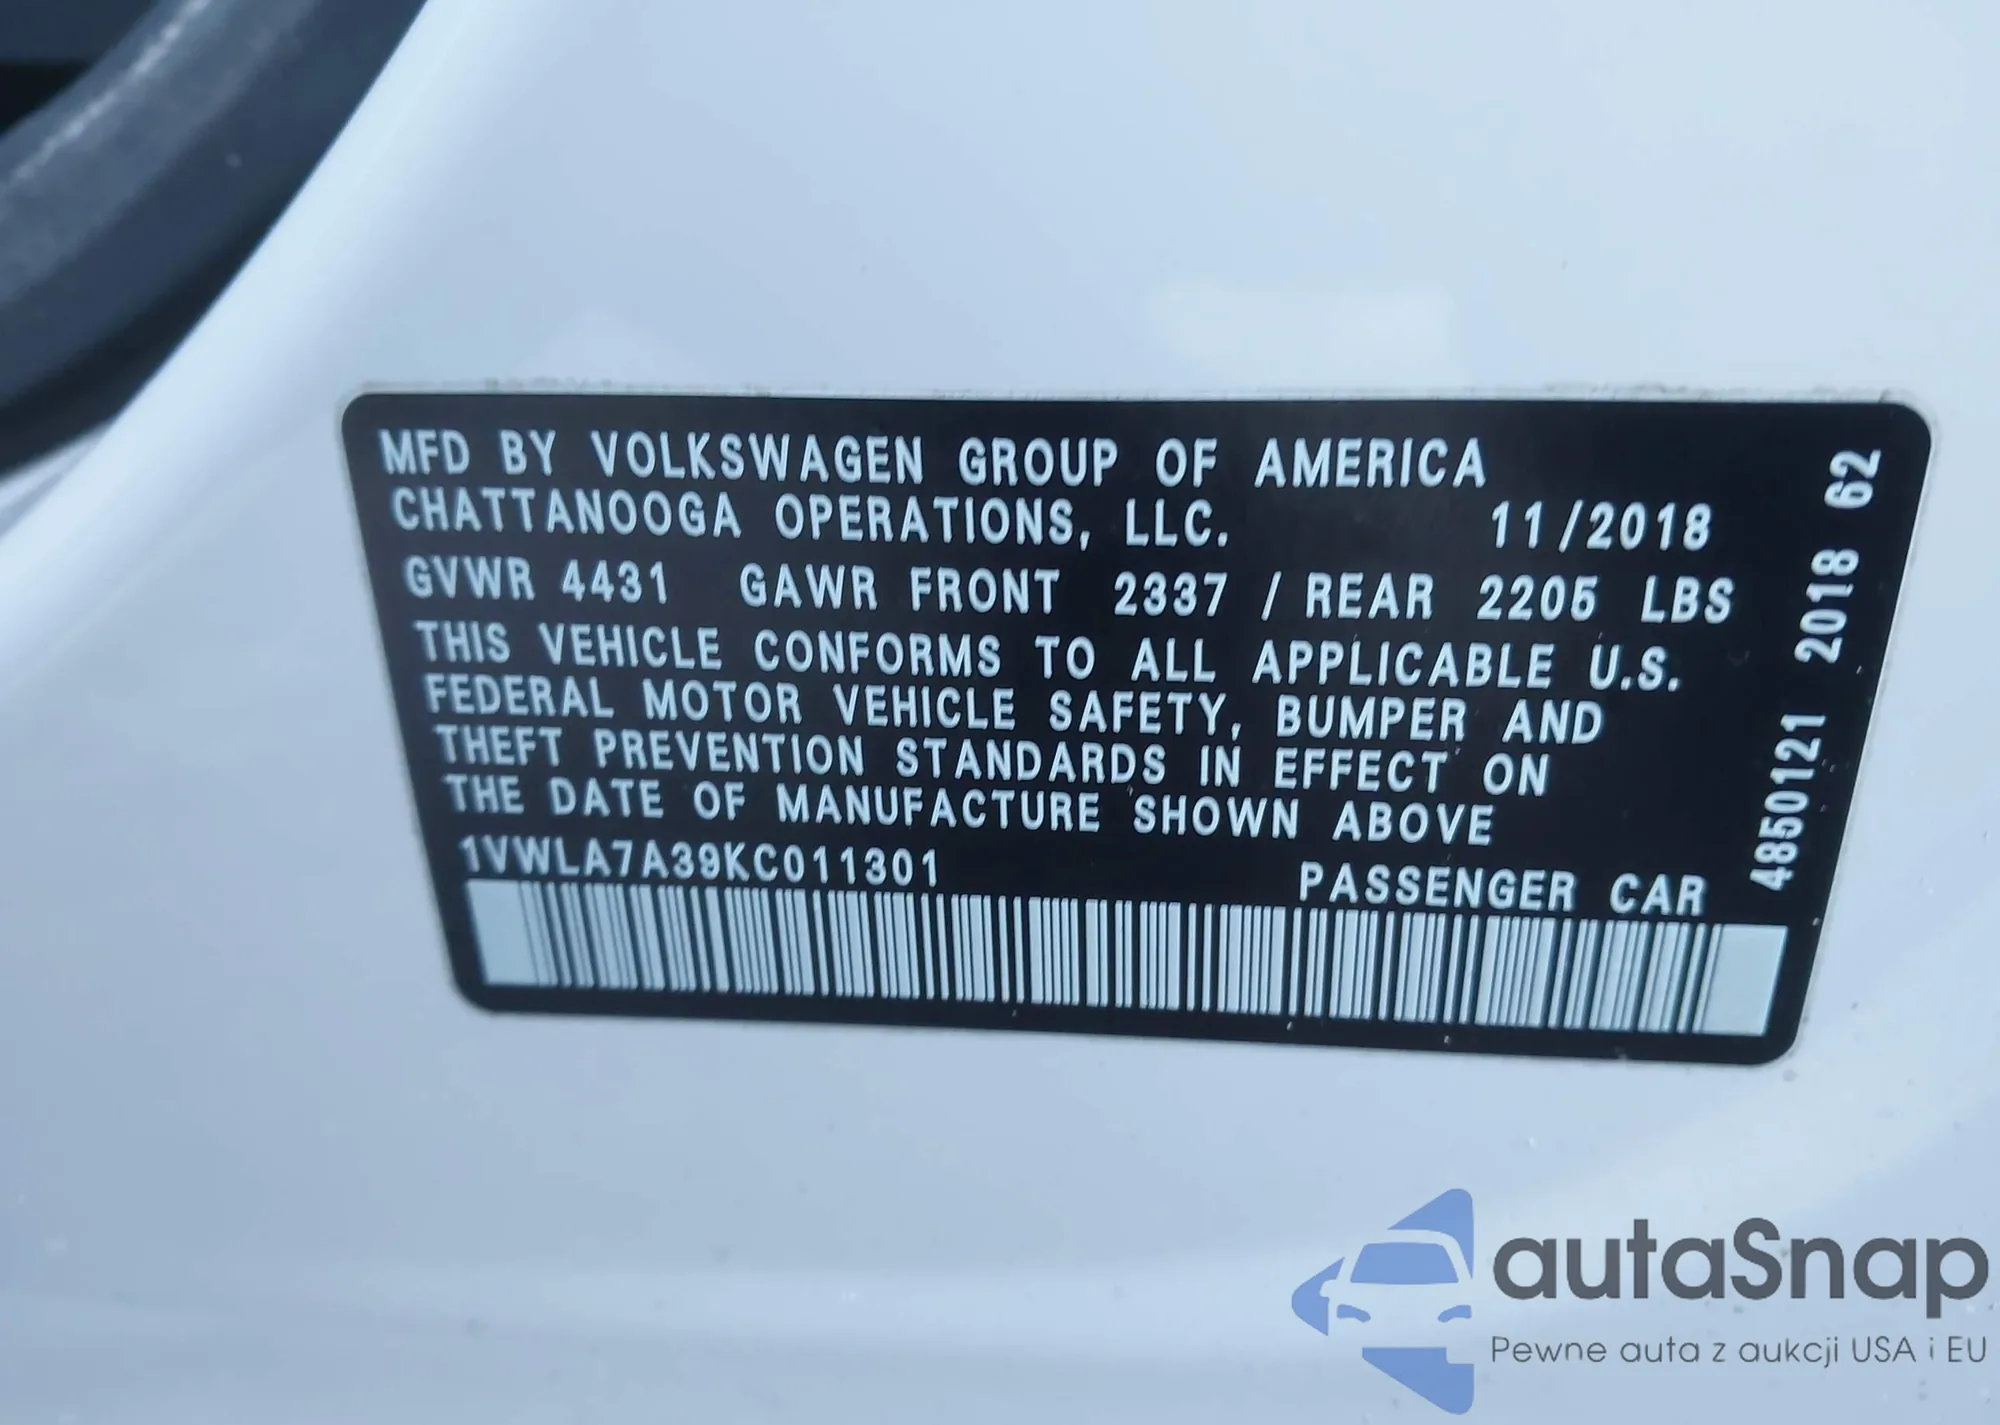 MFD BY VOLKSWAGEN GROUP OF AMERICA
CHATTANOOGA OPERATIONS, LLC. 11/2018
GVWR 4431 GAWR FRONT 2337 / REAR 2205 LBS
THIS VEHICLE CONFORMS TO ALL APPLICABLE U.S.
FEDERAL MOTOR VEHICLE SAFETY, BUMPER AND
THEFT PREVENTION STANDARDS IN EFFECT ON
THE DATE OF MANUFACTURE SHOWN ABOVE
1VWLA7A39KC011301 PASSENGER CAR
4850121 2018 62
autaSnap
Pewne auta z aukcji USA i EU